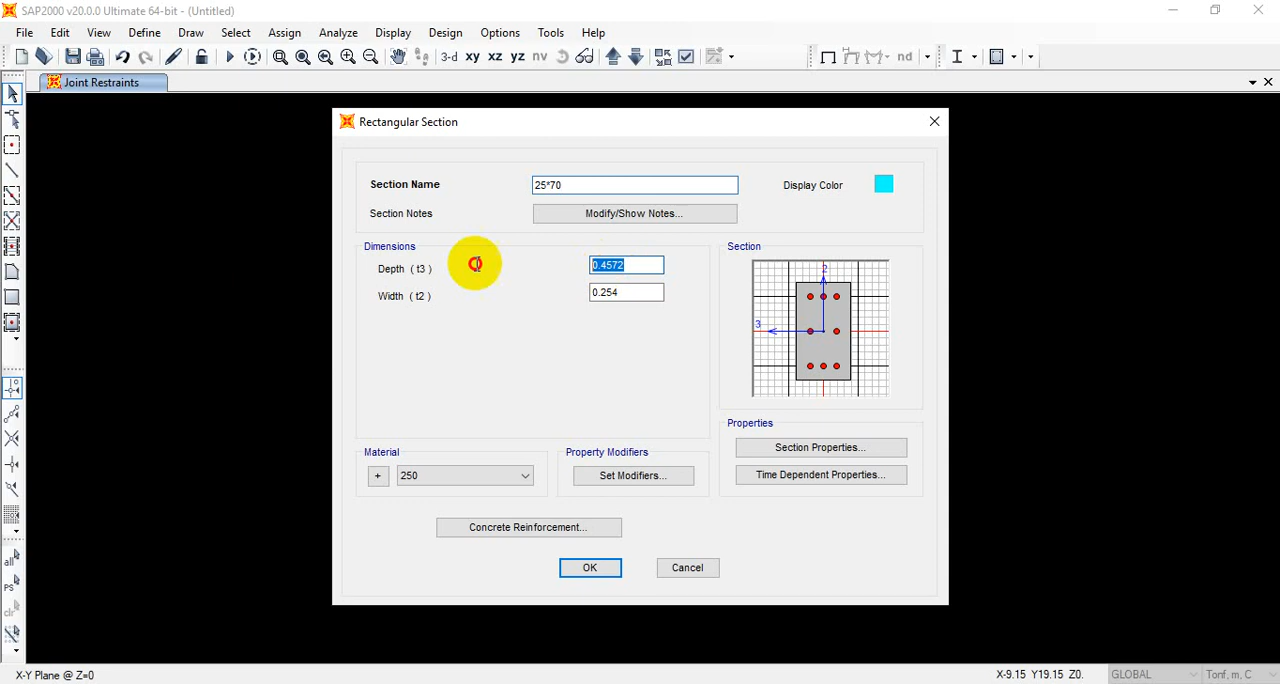 SAP2000 v20.0.0 Ultimate 64-bit - (Untitled)
File Edit View Define Draw Select Assign Analyze Display Design Options Tools Help
3-d xy xz yz nv nd
Joint Restraints
Rectangular Section
Section Name 25*70 Display Color
Section Notes Modify/Show Notes...
Dimensions
Depth ( t3 ) 0.4572
Width ( t2 ) 0.254
Section
2
3
Properties
Section Properties...
Time Dependent Properties...
Material
+ 250
Property Modifiers
Set Modifiers...
Concrete Reinforcement...
OK Cancel
all
PS
clr
X-Y Plane @ Z=0 X-9.15 Y19.15 Z0. GLOBAL Tonf, m, C